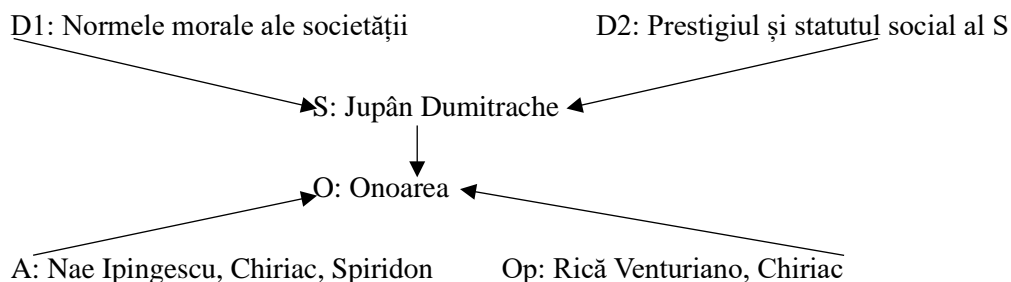 D1: Normele morale ale societății D2: Prestigiul și statutul social al S
S: Jupân Dumitrache
O: Onoarea
A: Nae Ipingescu, Chiriac, Spiridon Op: Rică Venturiano, Chiriac